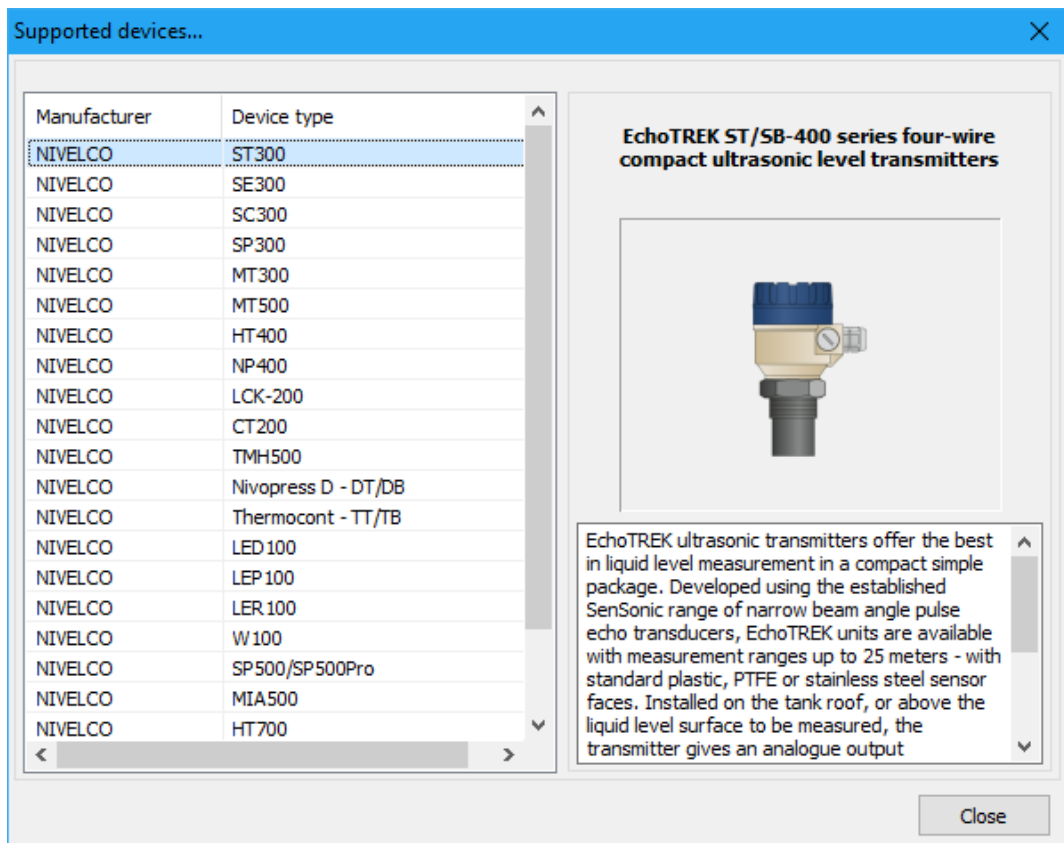 Supported devices...
Manufacturer Device type
NIVELCO ST300
NIVELCO SE300
NIVELCO SC300
NIVELCO SP300
NIVELCO MT300
NIVELCO MT500
NIVELCO HT400
NIVELCO NP400
NIVELCO LCK-200
NIVELCO CT200
NIVELCO TMH500
NIVELCO Nivopress D - DT/DB
NIVELCO Thermocont - TT/TB
NIVELCO LED100
NIVELCO LEP100
NIVELCO LER100
NIVELCO W100
NIVELCO SP500/SP500Pro
NIVELCO MIA500
NIVELCO HT700
EchoTREK ST/SB-400 series four-wire
compact ultrasonic level transmitters
EchoTREK ultrasonic transmitters offer the best
in liquid level measurement in a compact simple
package. Developed using the established
SenSonic range of narrow beam angle pulse
echo transducers, EchoTREK units are available
with measurement ranges up to 25 meters - with
standard plastic, PTFE or stainless steel sensor
faces. Installed on the tank roof, or above the
liquid level surface to be measured, the
transmitter gives an analogue output
Close